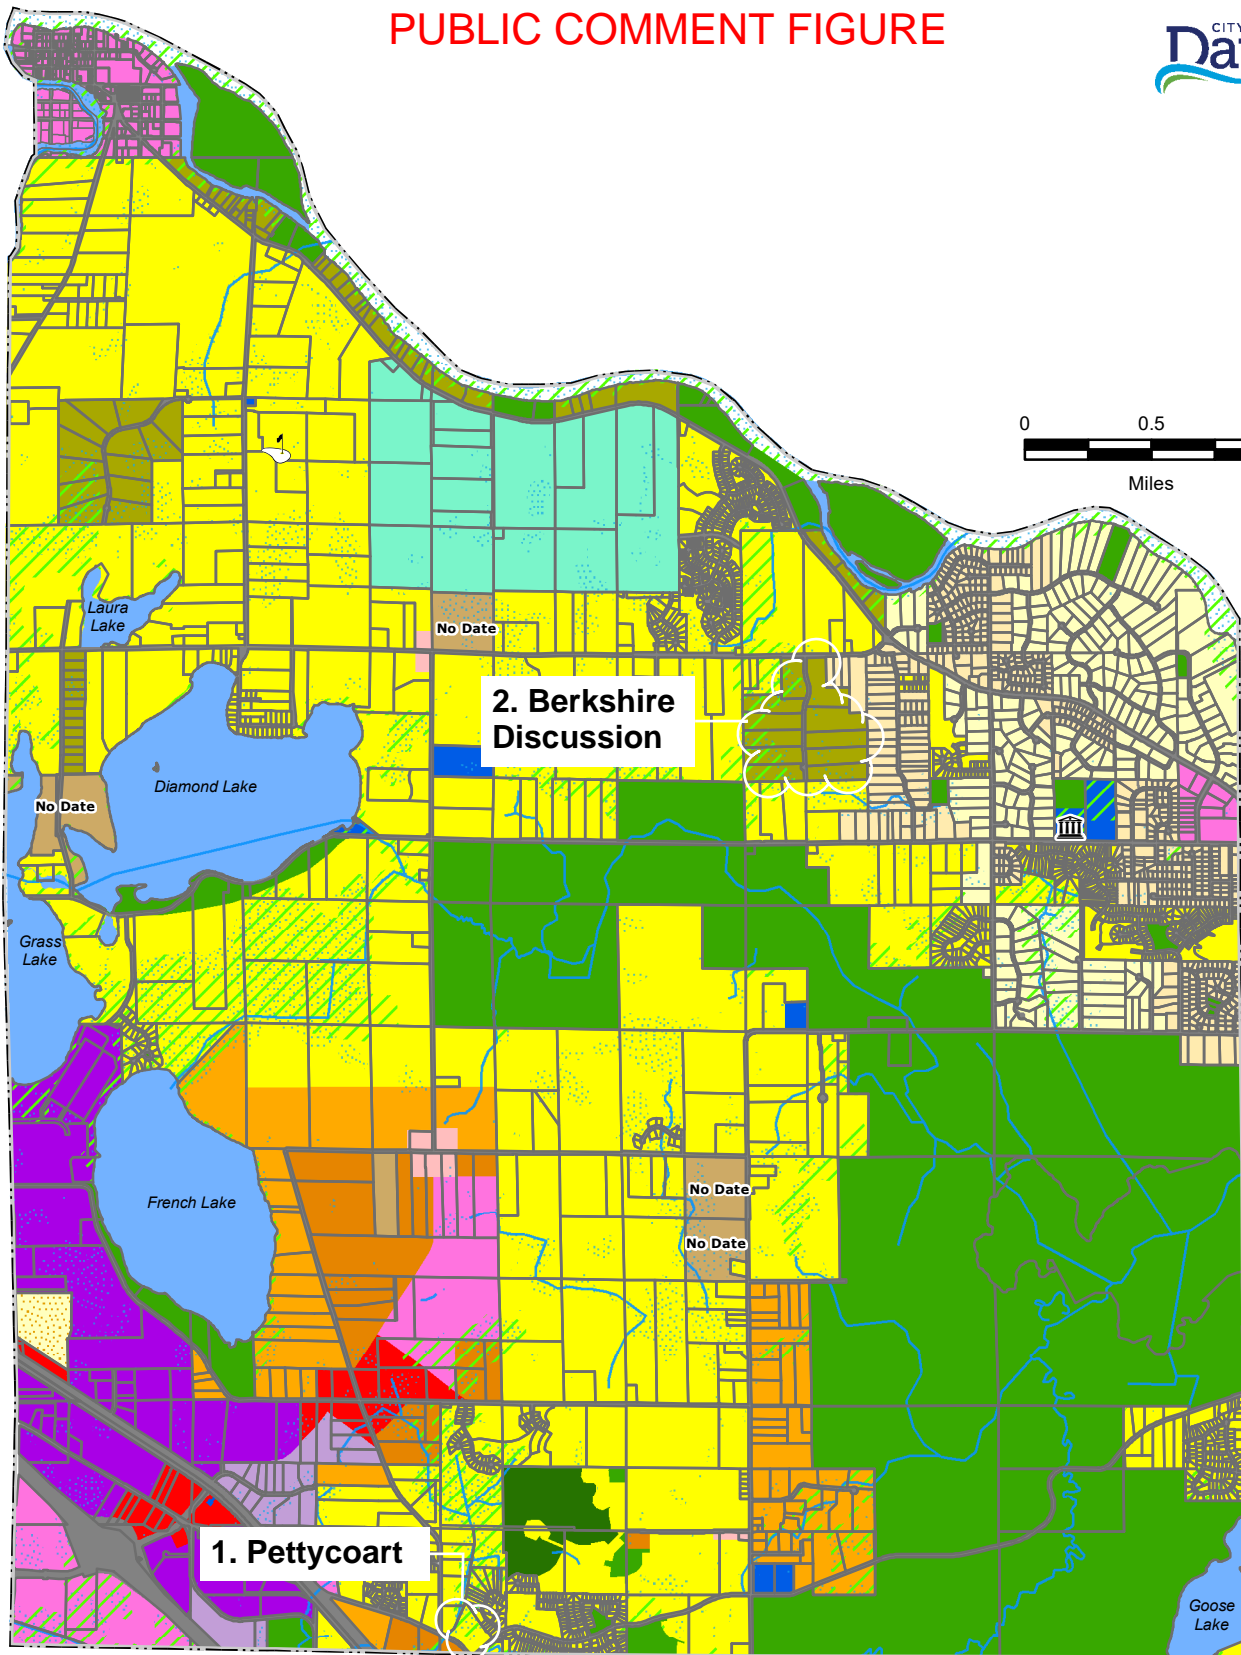 PUBLIC COMMENT FIGURE
CITY
Da
0 0.5
Miles
Laura
Lake
No Date
2. Berkshire
Discussion
Diamond Lake
No Date
Grass
Lake
French Lake
No Date
No Date
1. Pettycoart
Goose
Lake